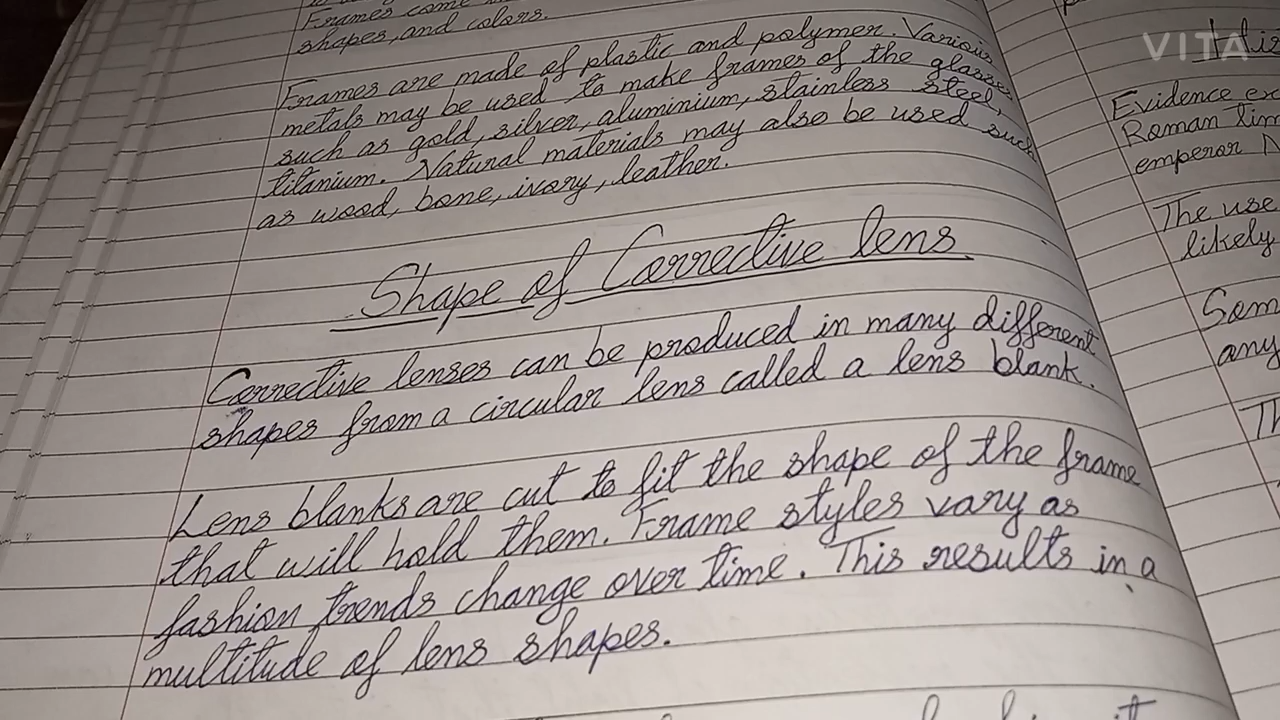 Frames come
shapes, and colors.
Frames are made of plastic and polymer. Various
metals may be used to make frames of the glasses
such as gold, silver, aluminium, stainless steel,
titanium. Natural materials may also be used such
as wood, bone, ivory, leather.
Shape of Corrective lens
Corrective lenses can be produced in many different
shapes from a circular lens called a lens blank.
Lens blanks are cut to fit the shape of the frame
that will hold them. Frame styles vary as
fashion trends change over time. This results in a
multitude of lens shapes.
VITA
Evidence
Roman
emperor
The use
likely
any